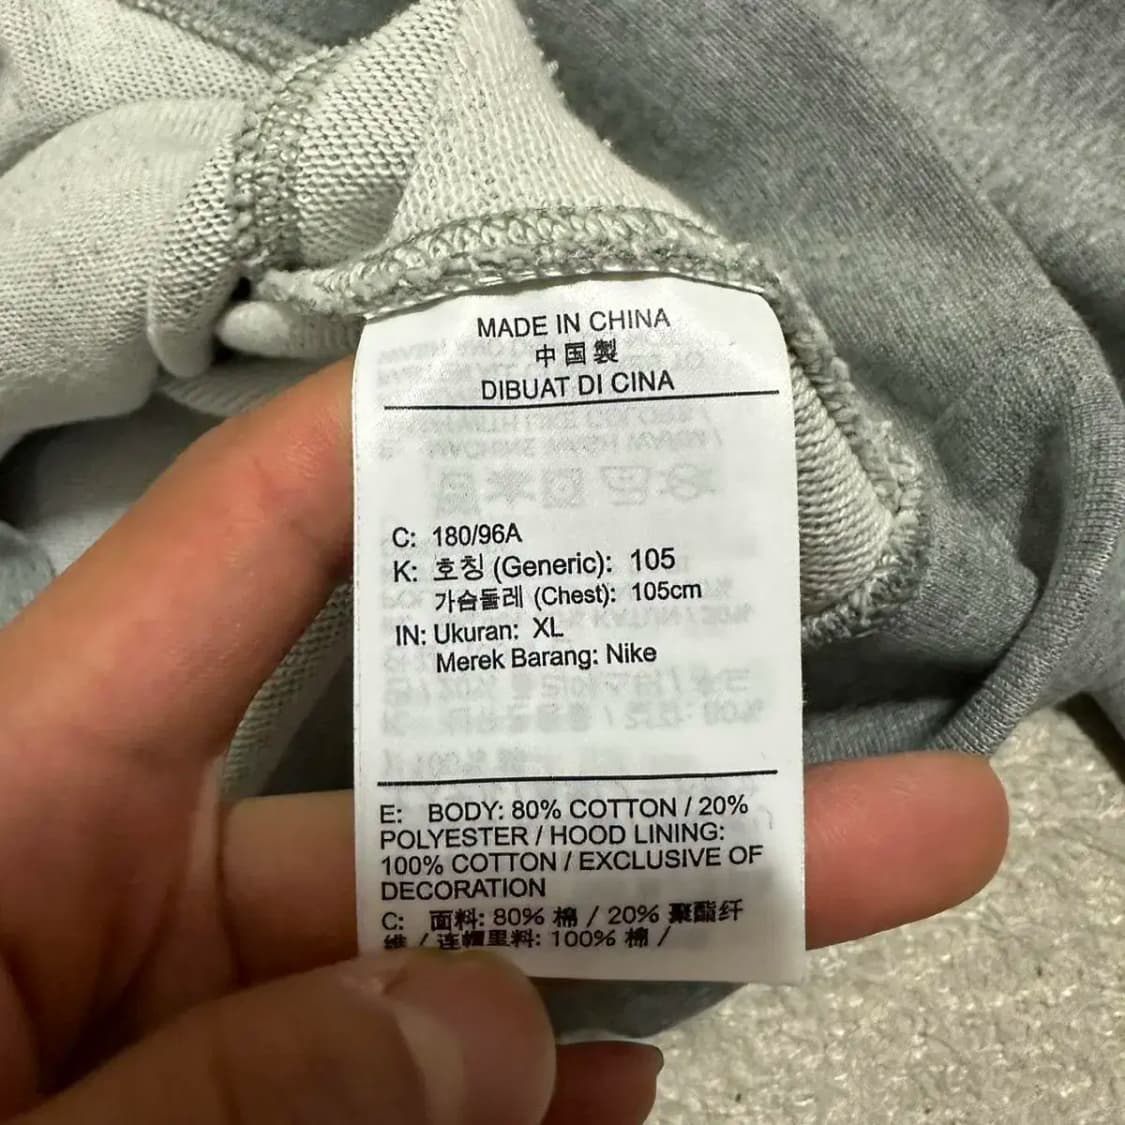 MADE IN CHINA
中国製
DIBUAT DI CINA
C: 180/96A
K: 호칭 (Generic): 105
가슴둘레 (Chest): 105cm
IN: Ukuran: XL
Merek Barang: Nike
E: BODY: 80% COTTON / 20%
POLYESTER / HOOD LINING:
100% COTTON / EXCLUSIVE OF
DECORATION
C: 面料: 80% 棉 / 20% 聚酯纤
维 / 连帽里料: 100% 棉 /